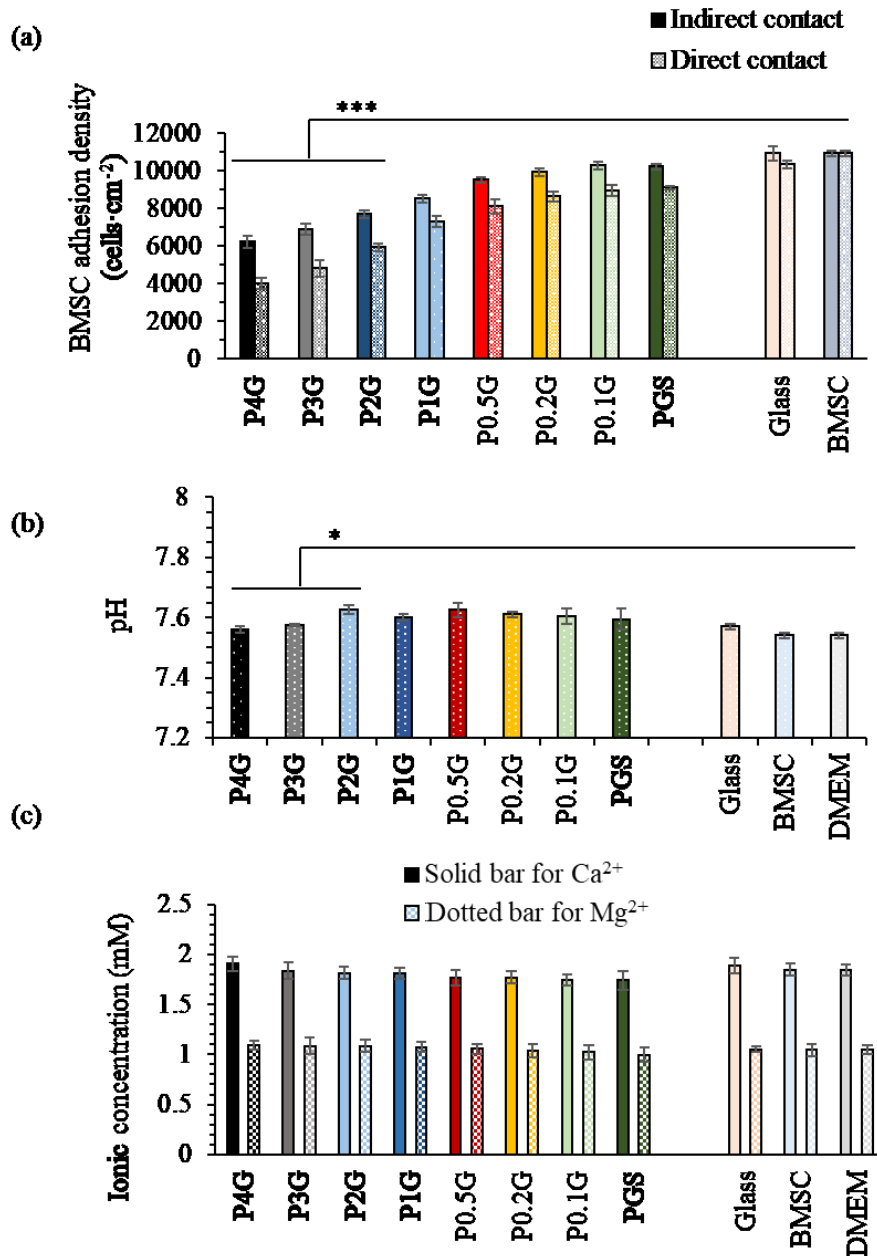 (a)
Indirect contact
Direct contact
BMSC adhesion density
(cells·cm⁻²)
***
12000
10000
8000
6000
4000
2000
0
P4G
P3G
P2G
P1G
P0.5G
P0.2G
P0.1G
PGS
Glass
BMSC
(b)
pH
*
8
7.8
7.6
7.4
7.2
P4G
P3G
P2G
P1G
P0.5G
P0.2G
P0.1G
PGS
Glass
BMSC
DMEM
(c)
Solid bar for Ca²⁺
Dotted bar for Mg²⁺
Ionic concentration (mM)
2.5
2
1.5
1
0.5
0
P4G
P3G
P2G
P1G
P0.5G
P0.2G
P0.1G
PGS
Glass
BMSC
DMEM